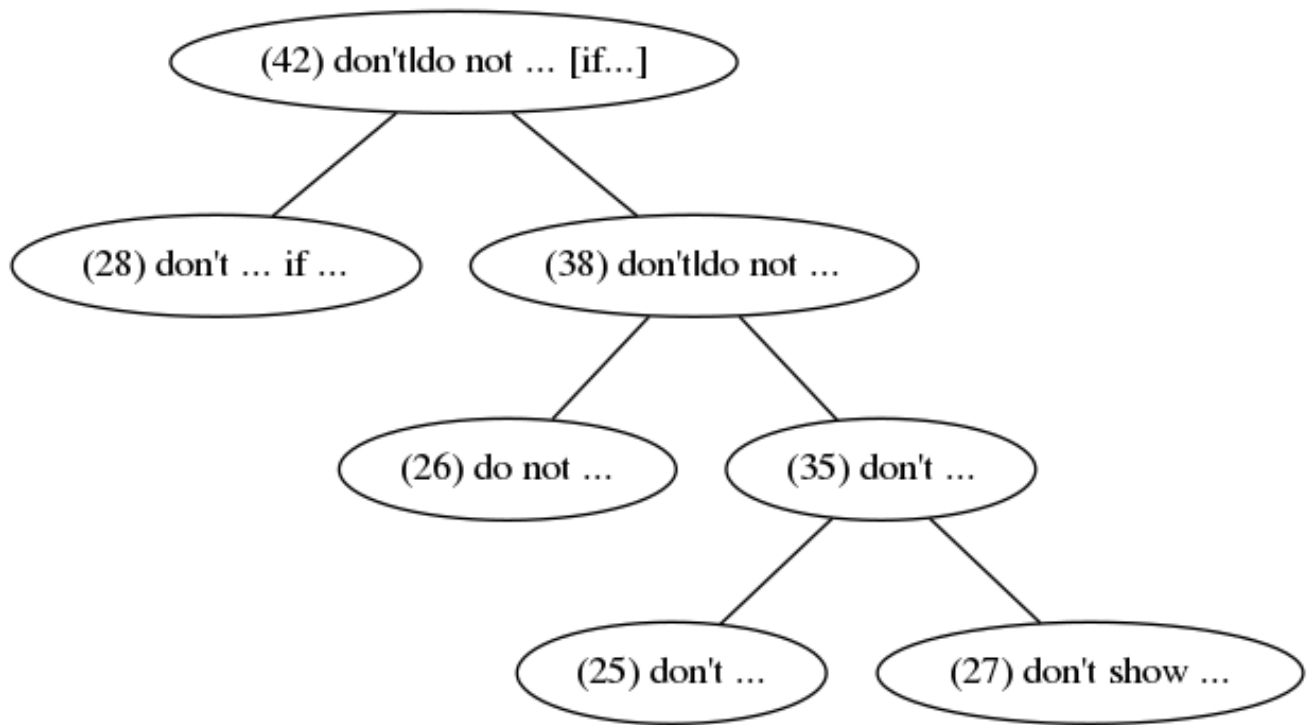 (42) don't|do not ... [if...]
(28) don't ... if ...
(38) don't|do not ...
(26) do not ...
(35) don't ...
(25) don't ...
(27) don't show ...